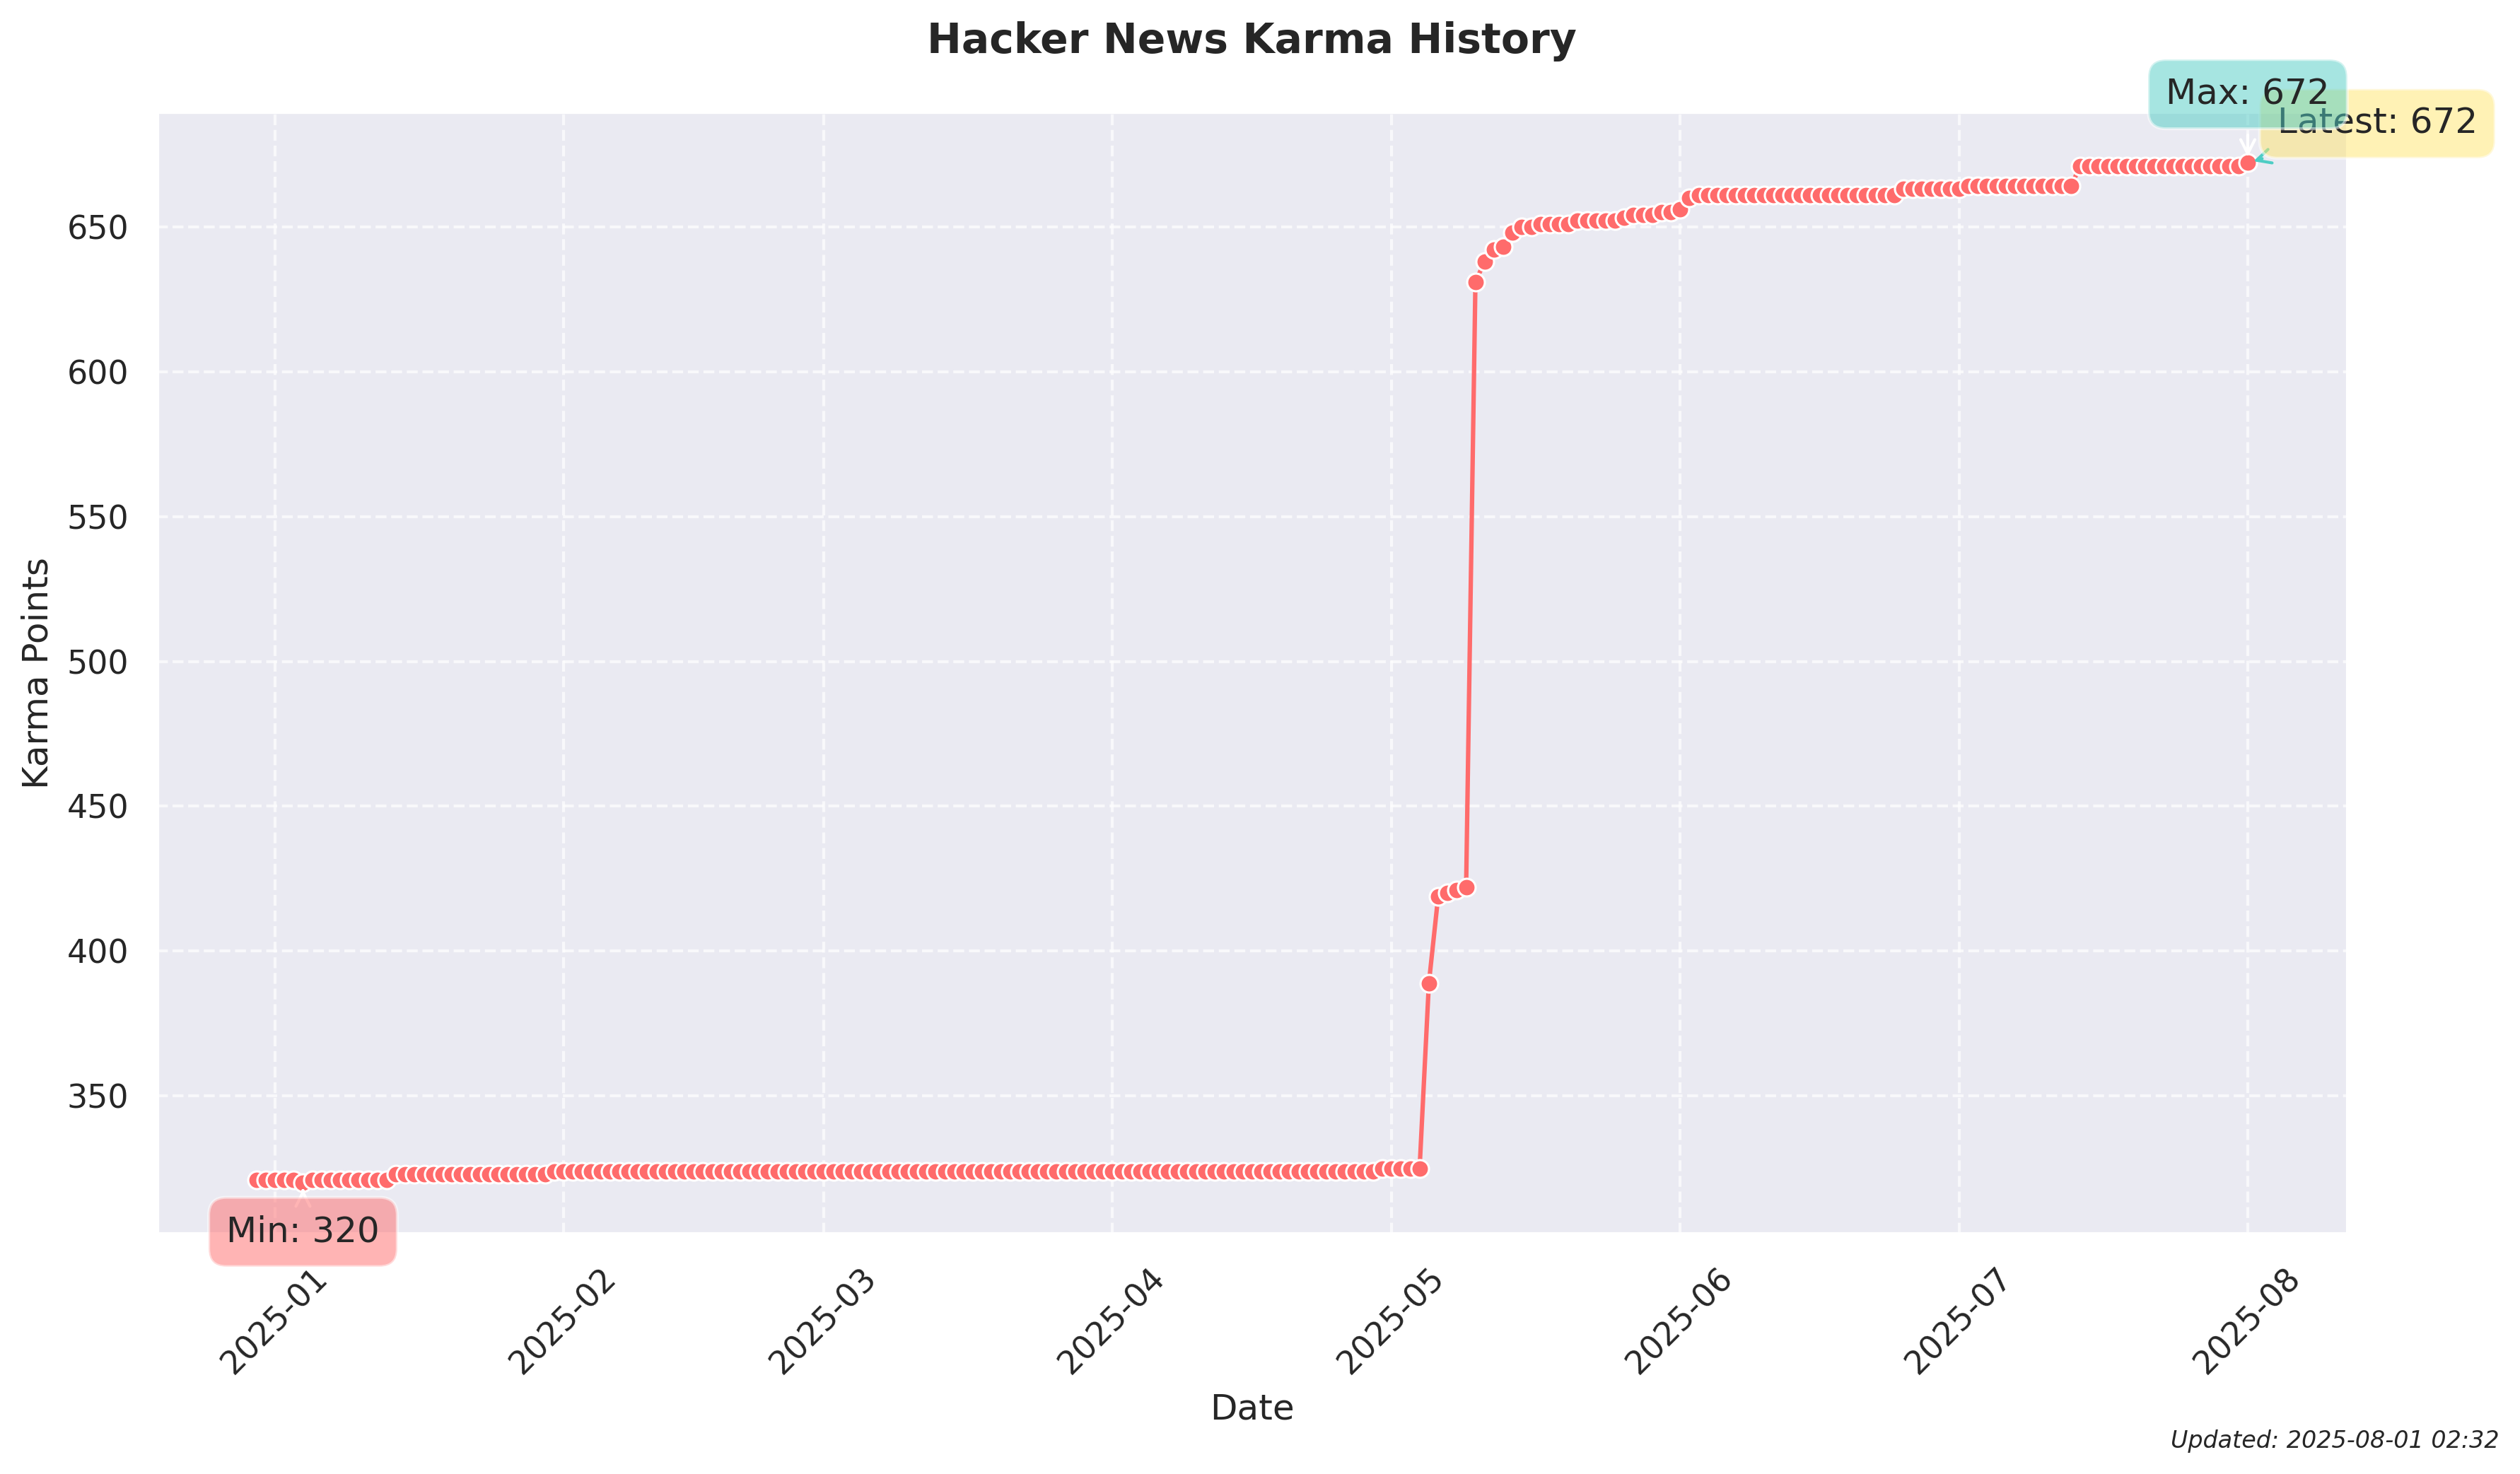 Hacker News Karma History
Max: 672
Latest: 672
650
600
550
500
450
400
350
Karma Points
Min: 320
2025-01
2025-02
2025-03
2025-04
2025-05
2025-06
2025-07
2025-08
Date
Updated: 2025-08-01 02:32